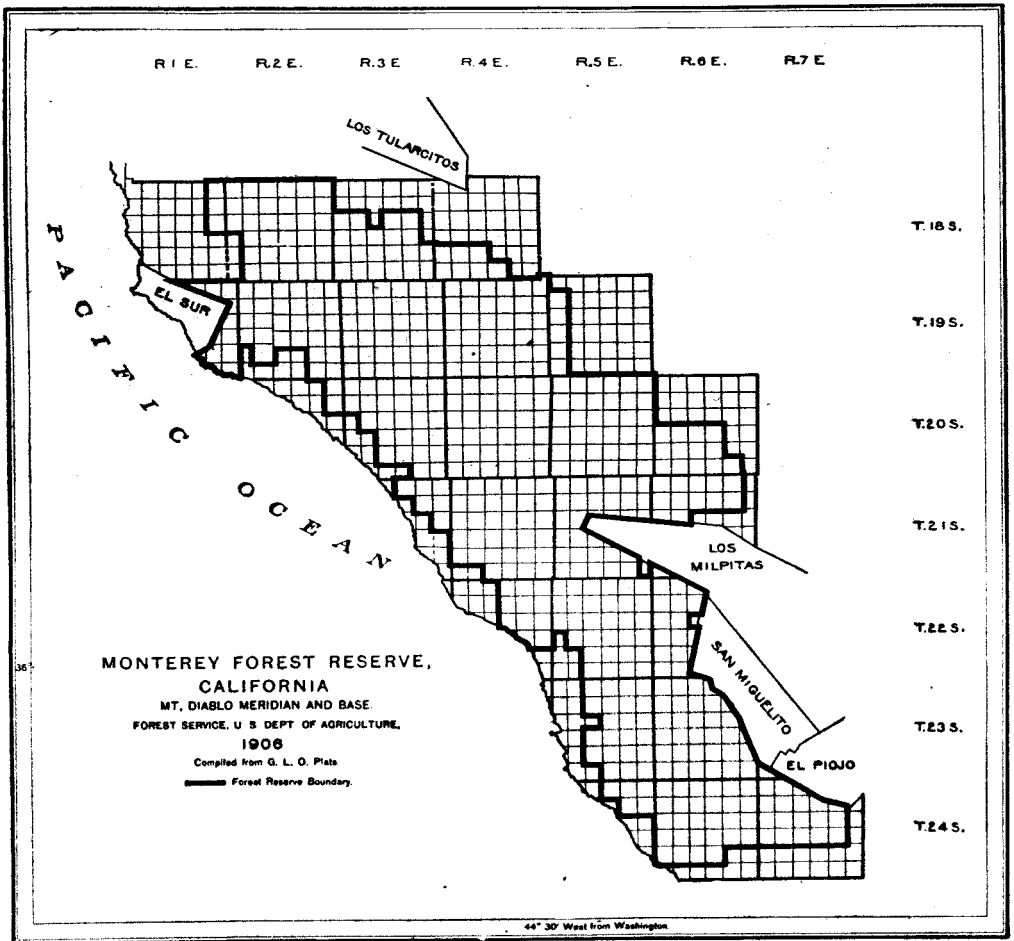 R 1 E. R.2 E. R.3 E R.4 E. R.5 E. R.6 E. R.7 E
LOS TULARCITOS
T.18 S.
PACIFIC OCEAN
EL SUR
T.19 S.
T.20 S.
T.21 S.
LOS
MILPITAS
T.22 S.
SAN MIGUELITO
36°
MONTEREY FOREST RESERVE,
CALIFORNIA
MT. DIABLO MERIDIAN AND BASE.
FOREST SERVICE, U S DEPT OF AGRICULTURE,
1906
Compiled from G. L. O. Plats
Forest Reserve Boundary.
T.23 S.
EL PIOJO
T.24 S.
44° 30' West from Washington